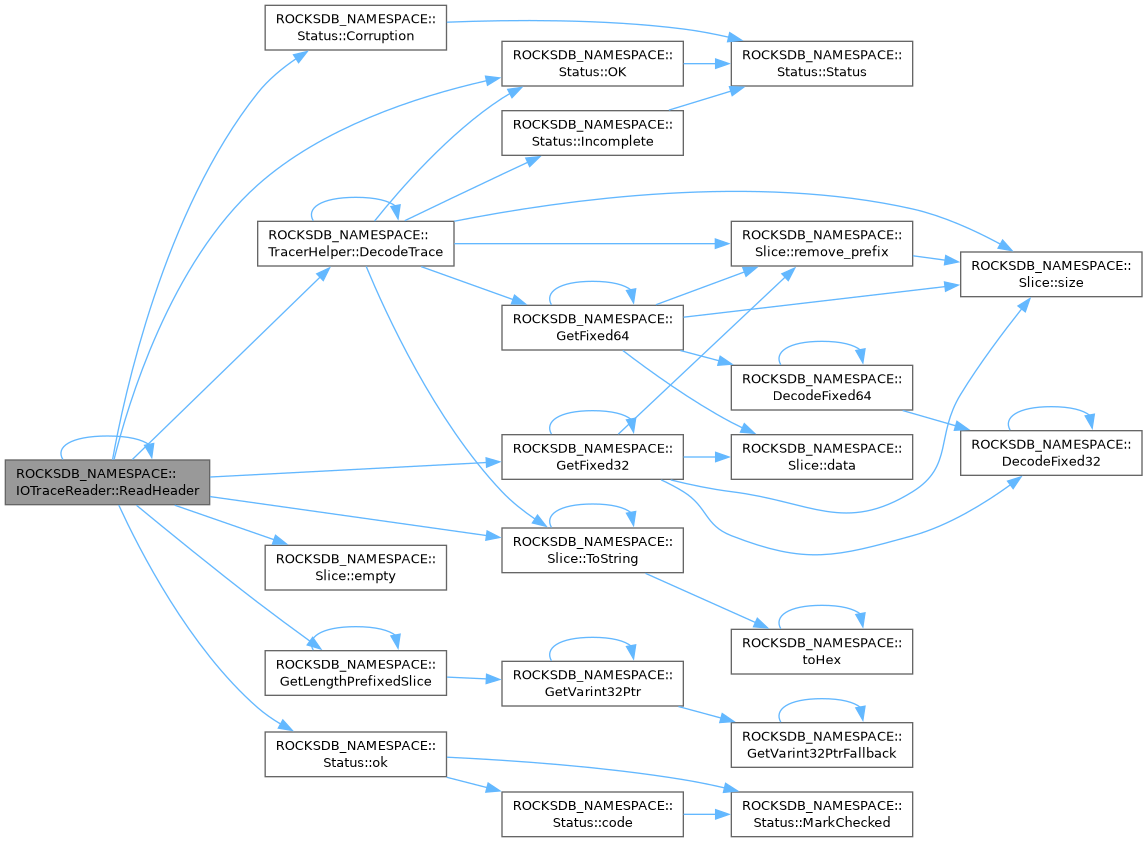 ROCKSDB_NAMESPACE::
IOTraceReader::ReadHeader
ROCKSDB_NAMESPACE::
Status::Corruption
ROCKSDB_NAMESPACE::
TracerHelper::DecodeTrace
ROCKSDB_NAMESPACE::
Slice::empty
ROCKSDB_NAMESPACE::
GetLengthPrefixedSlice
ROCKSDB_NAMESPACE::
Status::ok
ROCKSDB_NAMESPACE::
Status::OK
ROCKSDB_NAMESPACE::
Status::Incomplete
ROCKSDB_NAMESPACE::
GetFixed64
ROCKSDB_NAMESPACE::
GetFixed32
ROCKSDB_NAMESPACE::
Slice::ToString
ROCKSDB_NAMESPACE::
GetVarint32Ptr
ROCKSDB_NAMESPACE::
Status::code
ROCKSDB_NAMESPACE::
Status::Status
ROCKSDB_NAMESPACE::
Slice::remove_prefix
ROCKSDB_NAMESPACE::
DecodeFixed64
ROCKSDB_NAMESPACE::
Slice::data
ROCKSDB_NAMESPACE::
toHex
ROCKSDB_NAMESPACE::
GetVarint32PtrFallback
ROCKSDB_NAMESPACE::
Status::MarkChecked
ROCKSDB_NAMESPACE::
Slice::size
ROCKSDB_NAMESPACE::
DecodeFixed32